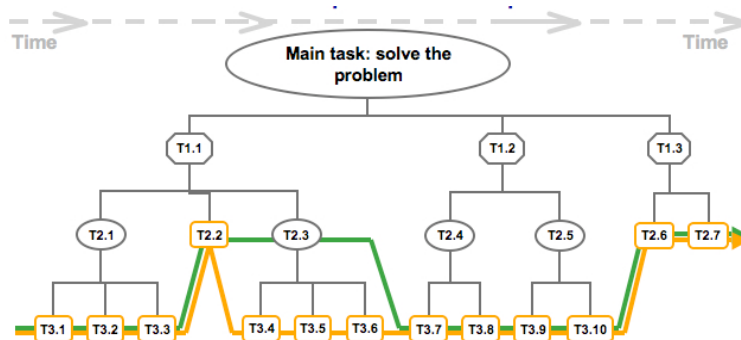 Time
Time
Main task: solve the
problem
T1.1
T1.2
T1.3
T2.1
T2.2
T2.3
T2.4
T2.5
T2.6
T2.7
T3.1
T3.2
T3.3
T3.4
T3.5
T3.6
T3.7
T3.8
T3.9
T3.10